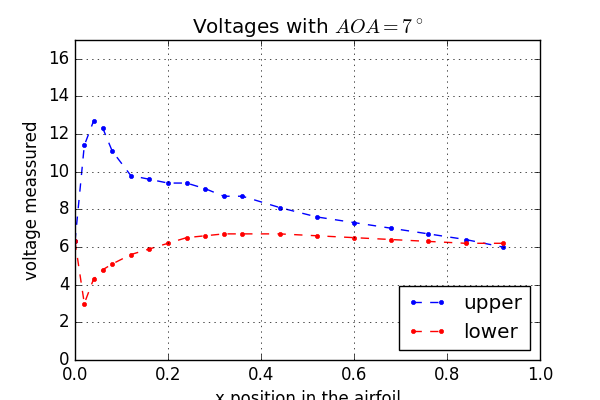 Voltages with AOA = 7°
voltage meassured
16
14
12
10
8
6
4
2
0
0.0 0.2 0.4 0.6 0.8 1.0
upper
lower
x position in the airfoil